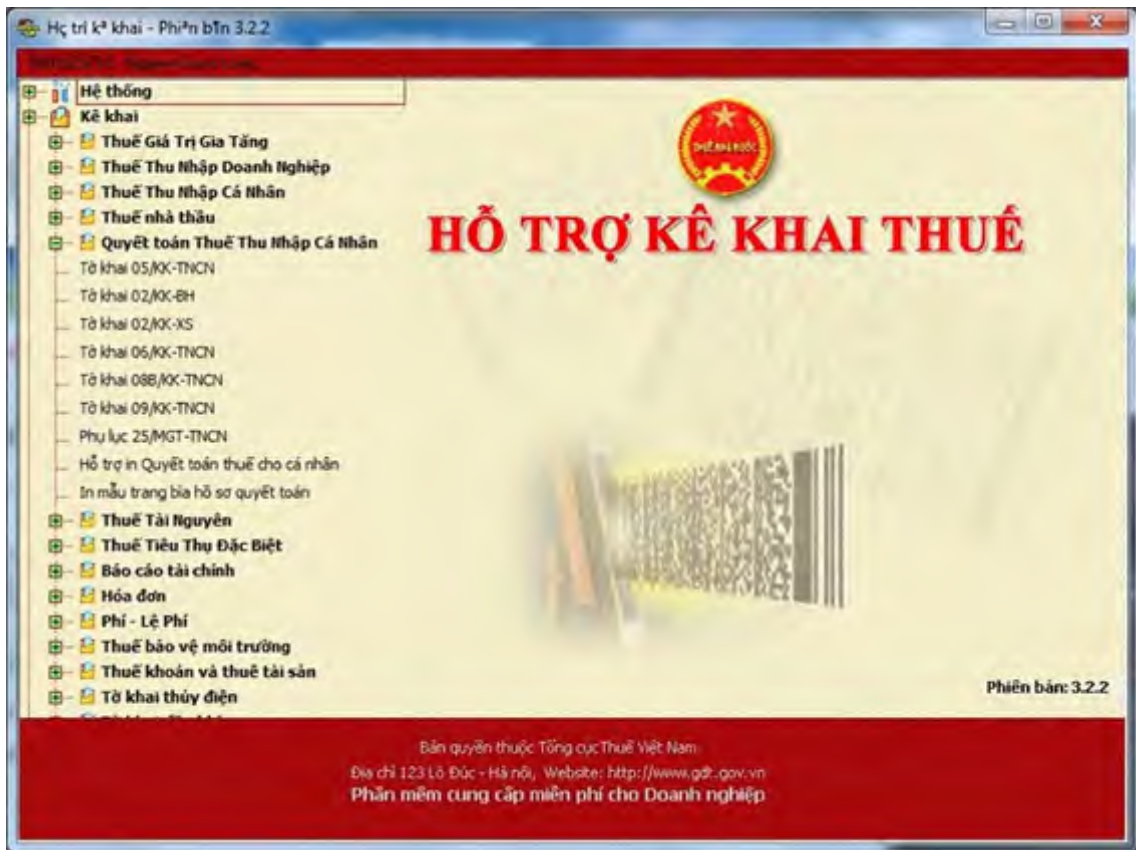 Hç trî kª khai - Phiªn b¶n 3.2.2
Hệ thống
Kê khai
Thuế Giá Trị Gia Tăng
Thuế Thu Nhập Doanh Nghiệp
Thuế Thu Nhập Cá Nhân
Thuế nhà thầu
Quyết toán Thuế Thu Nhập Cá Nhân
Tờ khai 05/KK-TNCN
Tờ khai 02/KK-BH
Tờ khai 02/KK-XS
Tờ khai 06/KK-TNCN
Tờ khai 08B/KK-TNCN
Tờ khai 09/KK-TNCN
Phụ lục 25/MGT-TNCN
Hỗ trợ in Quyết toán thuế cho cá nhân
In mẫu trang bìa hồ sơ quyết toán
Thuế Tài Nguyên
Thuế Tiêu Thụ Đặc Biệt
Báo cáo tài chính
Hóa đơn
Phí - Lệ Phí
Thuế bảo vệ môi trường
Thuế khoán và thuê tài sản
Tờ khai thủy điện
THUẾ NHÀ NƯỚC
HỖ TRỢ KÊ KHAI THUẾ
Phiên bản: 3.2.2
Bản quyền thuộc Tổng cục Thuế Việt Nam
Địa chỉ 123 Lò Đúc - Hà nội, Website: http://www.gdt.gov.vn
Phần mềm cung cấp miễn phí cho Doanh nghiệp